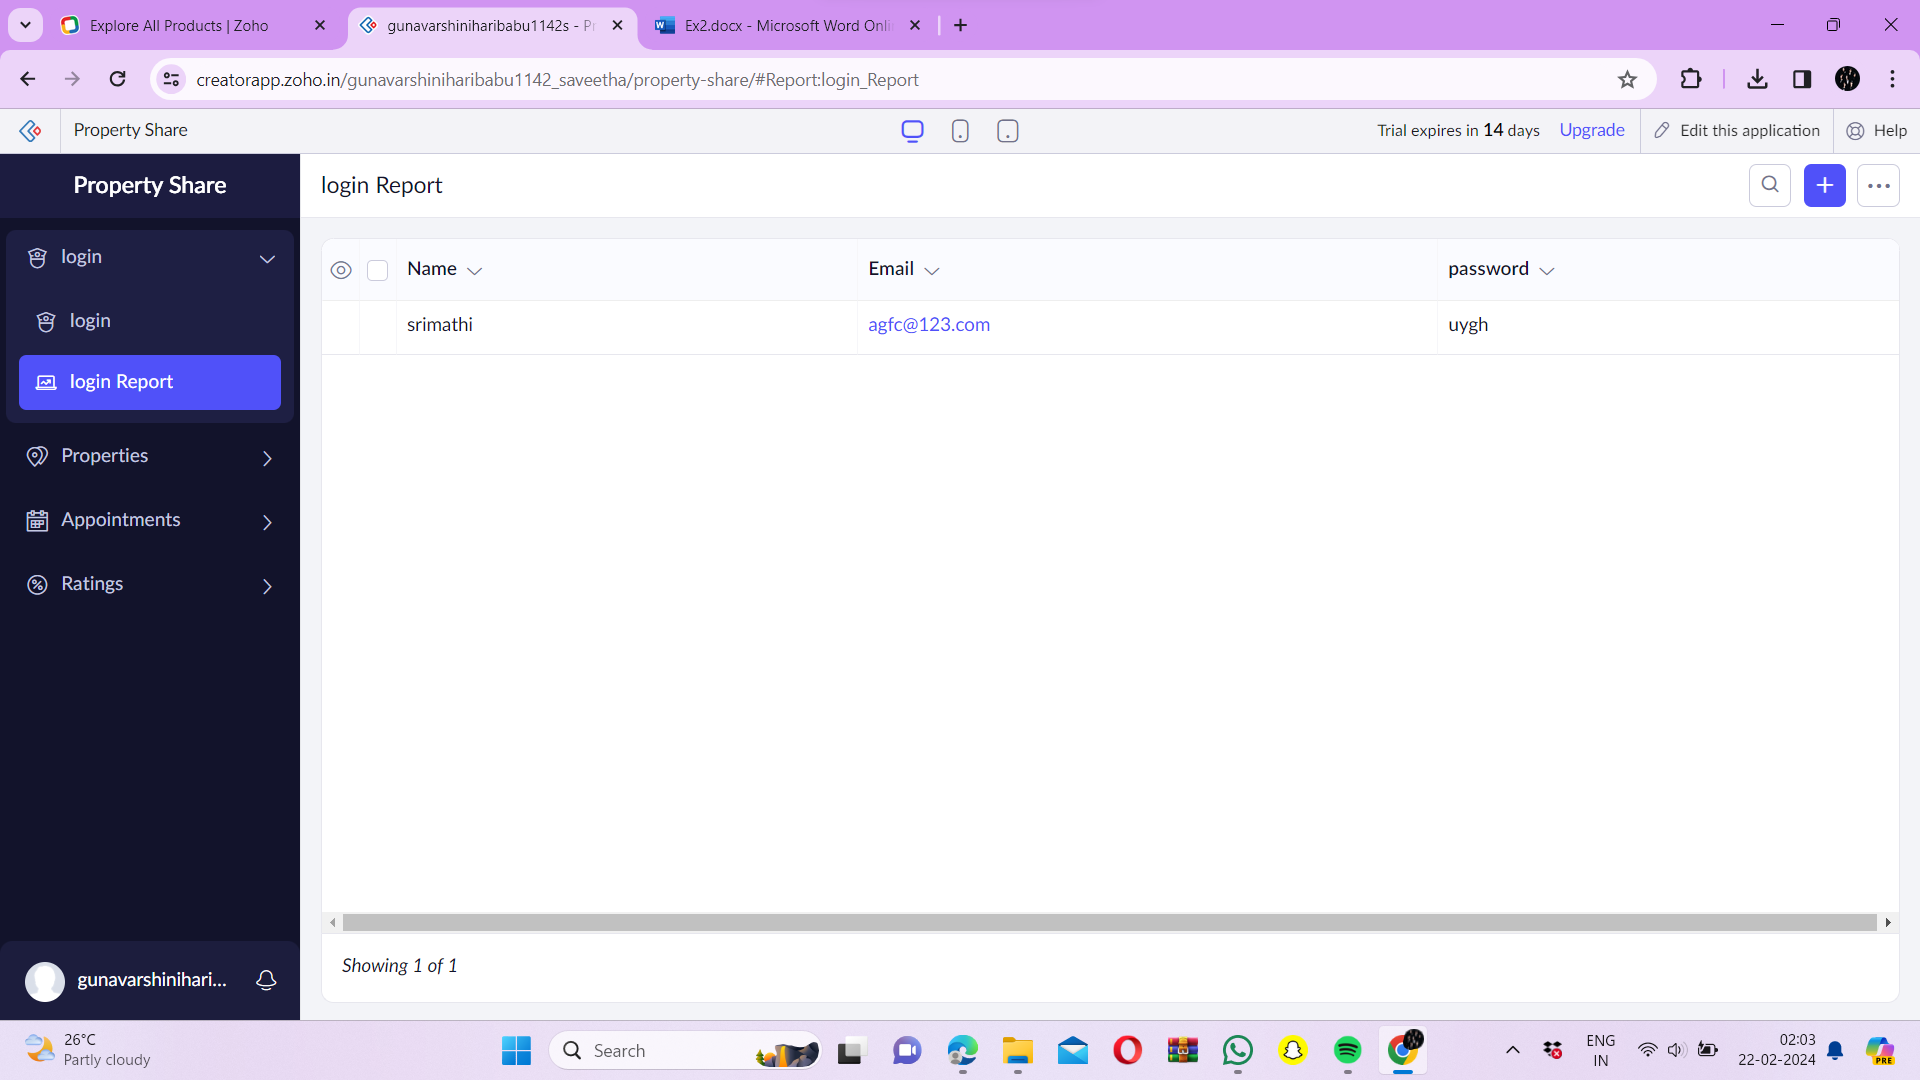 Explore All Products | Zoho
gunavarshiniharibabu1142s - Pr
Ex2.docx - Microsoft Word Onli
creatorapp.zoho.in/gunavarshiniharibabu1142_saveetha/property-share/#Report:login_Report
Property Share
Trial expires in 14 days
Upgrade
Edit this application
Help
Property Share
login Report
login
login
login Report
Properties
Appointments
Ratings
Name
Email
password
srimathi
agfc@123.com
uygh
Showing 1 of 1
gunavarshinihari...
26°C
Partly cloudy
Search
ENG
IN
02:03
22-02-2024
PRE